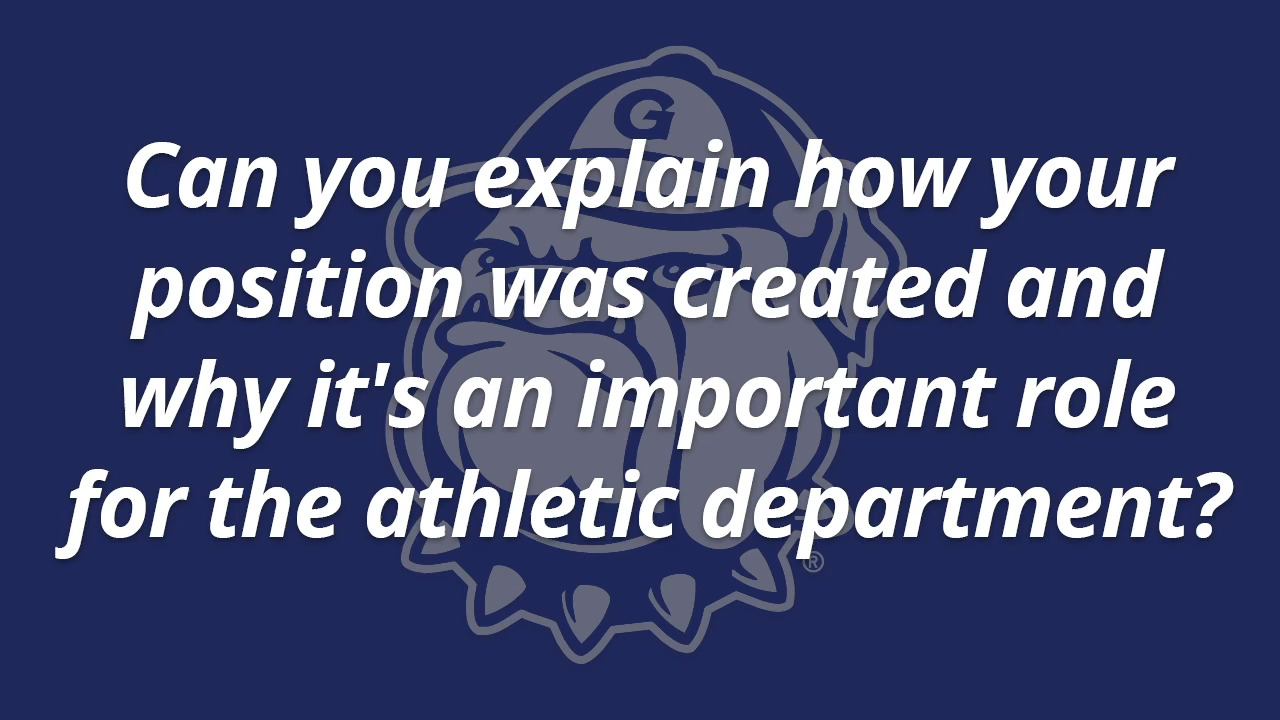 G
Can you explain how your
position was created and
why it's an important role
for the athletic department?
®